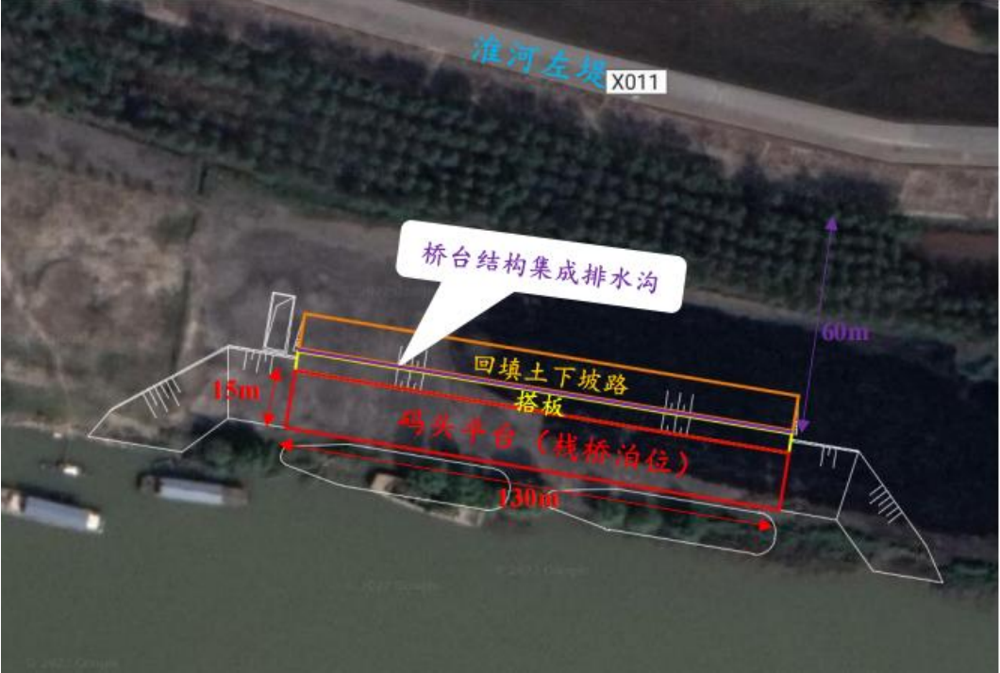 淮河左堤
X011
桥台结构集成排水沟
60m
回填土下坡路
搭板
15m
码头平台（栈桥泊位）
130m